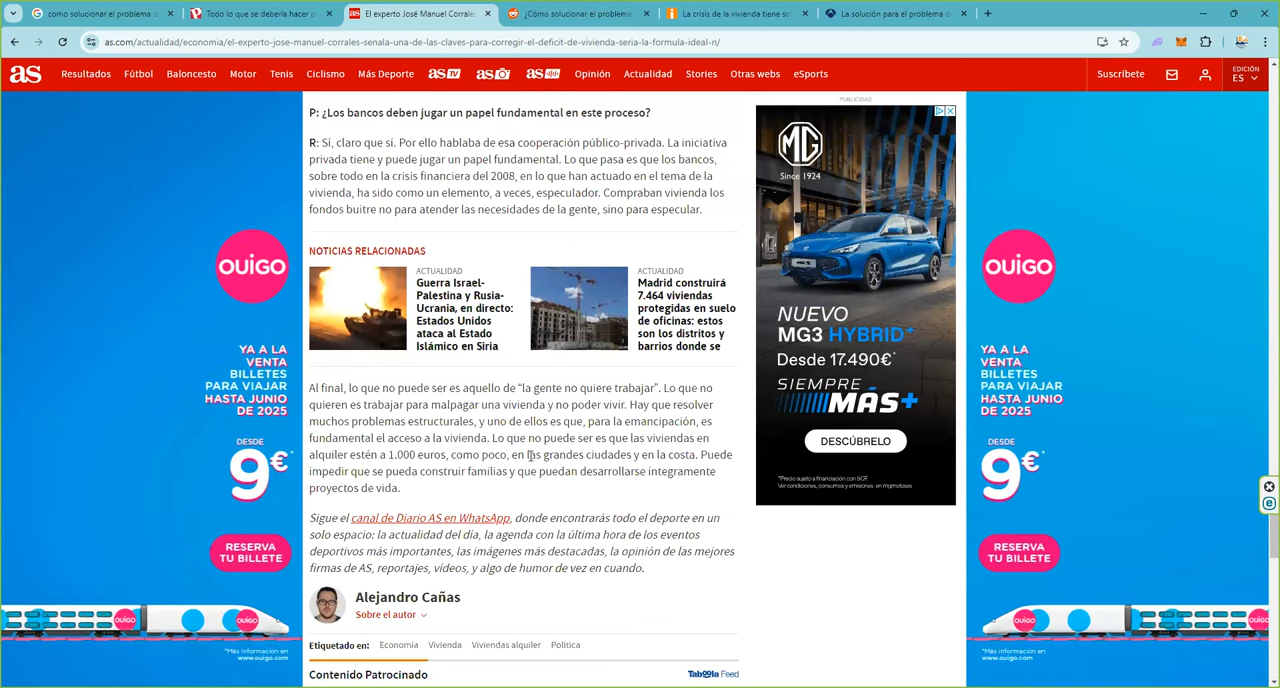 cómo solucionar el problema d
Todo lo que se debería hacer p
El experto José Manuel Corrales
¿Cómo solucionar el problema
La crisis de la vivienda tiene so
La solución para el problema d
as.com/actualidad/economia/el-experto-jose-manuel-corrales-senala-una-de-las-claves-para-corregir-el-deficit-de-vivienda-seria-la-formula-ideal-n/
as Resultados Fútbol Baloncesto Motor Tenis Ciclismo Más Deporte as TV as as Opinión Actualidad Stories Otras webs eSports Suscríbete EDICIÓN
ES
P: ¿Los bancos deben jugar un papel fundamental en este proceso?
R: Sí, claro que sí. Por ello hablaba de esa cooperación público-privada. La iniciativa
privada tiene y puede jugar un papel fundamental. Lo que pasa es que los bancos,
sobre todo en la crisis financiera del 2008, en lo que han actuado en el tema de la
vivienda, ha sido como un elemento, a veces, especulador. Compraban vivienda los
fondos buitre no para atender las necesidades de la gente, sino para especular.
NOTICIAS RELACIONADAS
ACTUALIDAD
Guerra Israel-
Palestina y Rusia-
Ucrania, en directo:
Estados Unidos
ataca al Estado
Islámico en Siria
ACTUALIDAD
Madrid construirá
7.464 viviendas
protegidas en suelo
de oficinas: estos
son los distritos y
barrios donde se
Al final, lo que no puede ser es aquello de “la gente no quiere trabajar”. Lo que no
quieren es trabajar para malpagar una vivienda y no poder vivir. Hay que resolver
muchos problemas estructurales, y uno de ellos es que, para la emancipación, es
fundamental el acceso a la vivienda. Lo que no puede ser es que las viviendas en
alquiler estén a 1.000 euros, como poco, en las grandes ciudades y en la costa. Puede
impedir que se pueda construir familias y que puedan desarrollarse integramente
proyectos de vida.
Sigue el canal de Diario AS en WhatsApp, donde encontrarás todo el deporte en un
solo espacio: la actualidad del día, la agenda con la última hora de los eventos
deportivos más importantes, las imágenes más destacadas, la opinión de las mejores
firmas de AS, reportajes, vídeos, y algo de humor de vez en cuando.
Alejandro Cañas
Sobre el autor
Etiquetado en: Economía Vivienda Viviendas alquiler Política
Contenido Patrocinado
Taboola Feed
PUBLICIDAD
MG
Since 1924
NUEVO
MG3 HYBRID+
Desde 17.490€*
SIEMPRE
MÁS+
DESCÚBRELO
*Precio sujeto a financiación con SCF.
Ver condiciones, consumos y emisiones en mgmotor.es
OUIGO
YA A LA
VENTA
BILLETES
PARA VIAJAR
HASTA JUNIO
DE 2025
DESDE
9€*
RESERVA
TU BILLETE
OUIGO
OUIGO
*Más información en
www.ouigo.com
OUIGO
YA A LA
VENTA
BILLETES
PARA VIAJAR
HASTA JUNIO
DE 2025
DESDE
9€*
RESERVA
TU BILLETE
OUIGO
OUIGO
OUIGO
*Más información en
www.ouigo.com